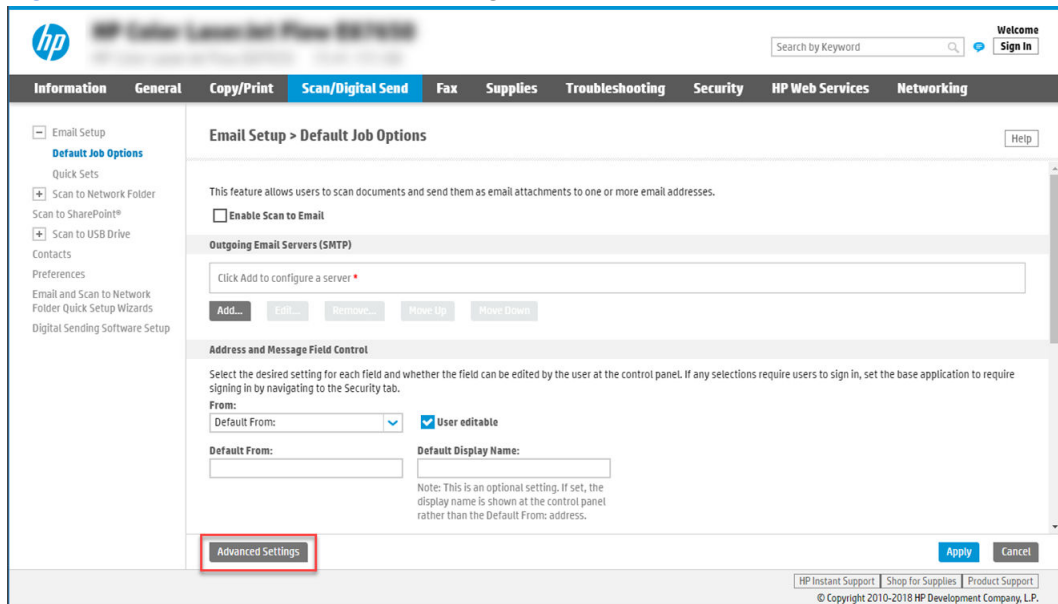 hp
Welcome
Search by Keyword
Sign In
Information General Copy/Print Scan/Digital Send Fax Supplies Troubleshooting Security HP Web Services Networking
Email Setup
Default Job Options
Quick Sets
Scan to Network Folder
Scan to SharePoint®
Scan to USB Drive
Contacts
Preferences
Email and Scan to Network
Folder Quick Setup Wizards
Digital Sending Software Setup
Email Setup > Default Job Options
Help
This feature allows users to scan documents and send them as email attachments to one or more email addresses.
Enable Scan to Email
Outgoing Email Servers (SMTP)
Click Add to configure a server *
Add... Edit... Remove... Move Up Move Down
Address and Message Field Control
Select the desired setting for each field and whether the field can be edited by the user at the control panel. If any selections require users to sign in, set the base application to require
signing in by navigating to the Security tab.
From:
Default From: User editable
Default From: Default Display Name:
Note: This is an optional setting. If set, the
display name is shown at the control panel
rather than the Default From: address.
Advanced Settings Apply Cancel
HP Instant Support Shop for Supplies Product Support
© Copyright 2010-2018 HP Development Company, L.P.